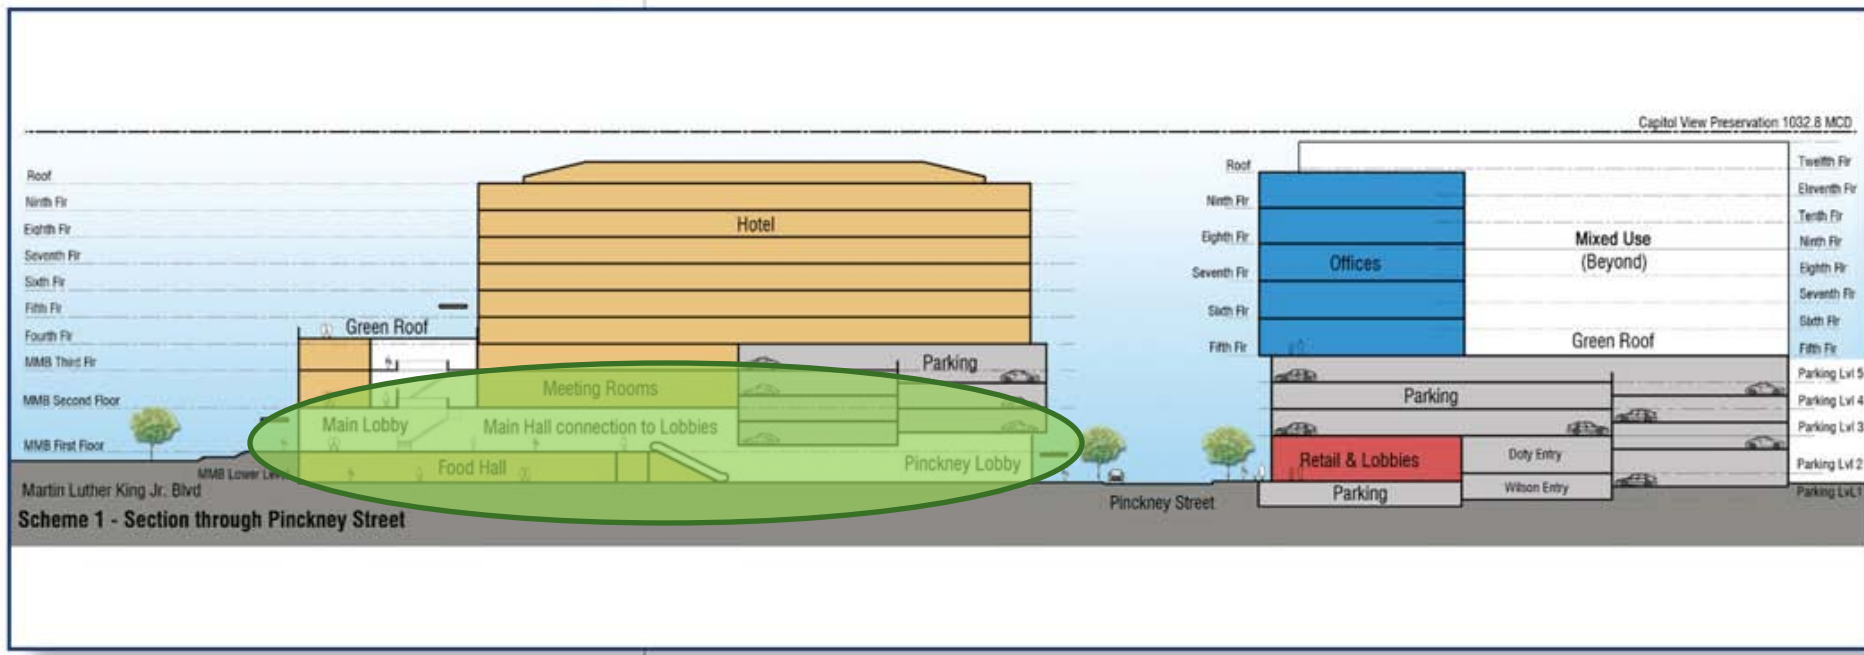 Capitol View Preservation 1032.8 MCD
Roof
Ninth Flr
Eighth Flr
Seventh Flr
Sixth Flr
Fifth Flr
Fourth Flr
MMB Third Flr
MMB Second Floor
MMB First Floor
MMB Lower Level
Martin Luther King Jr. Blvd
Hotel
Green Roof
Parking
Meeting Rooms
Main Lobby
Main Hall connection to Lobbies
Food Hall
Pinckney Lobby
Pinckney Street
Roof
Ninth Flr
Eighth Flr
Seventh Flr
Sixth Flr
Fifth Flr
Offices
Mixed Use
(Beyond)
Green Roof
Parking
Retail & Lobbies
Doty Entry
Wilson Entry
Parking
Twelfth Flr
Eleventh Flr
Tenth Flr
Ninth Flr
Eighth Flr
Seventh Flr
Sixth Flr
Fifth Flr
Parking Lvl 5
Parking Lvl 4
Parking Lvl 3
Parking Lvl 2
Parking LvL1
Scheme 1 - Section through Pinckney Street